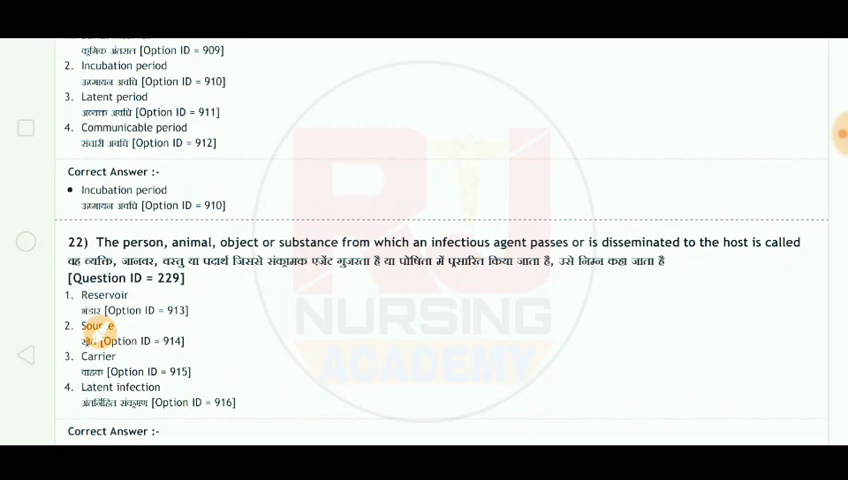 क्रमिक अंतराल [Option ID = 909]
2. Incubation period
ऊष्मायन अवधि [Option ID = 910]
3. Latent period
अव्यक्त अवधि [Option ID = 911]
4. Communicable period
संचारी अवधि [Option ID = 912]
Correct Answer :-
• Incubation period
ऊष्मायन अवधि [Option ID = 910]
22) The person, animal, object or substance from which an infectious agent passes or is disseminated to the host is called
वह व्यक्ति, जानवर, वस्तु या पदार्थ जिससे संक्रामक एजेंट गुजरता है या पोषिता में प्रसारित किया जाता है, उसे निम्न कहा जाता है
[Question ID = 229]
1. Reservoir
भंडार [Option ID = 913]
2. Source
[Option ID = 914]
3. Carrier
वाहक [Option ID = 915]
4. Latent infection
अंतर्निहित संक्रमण [Option ID = 916]
Correct Answer :-
RJ
NURSING
ACADEMY